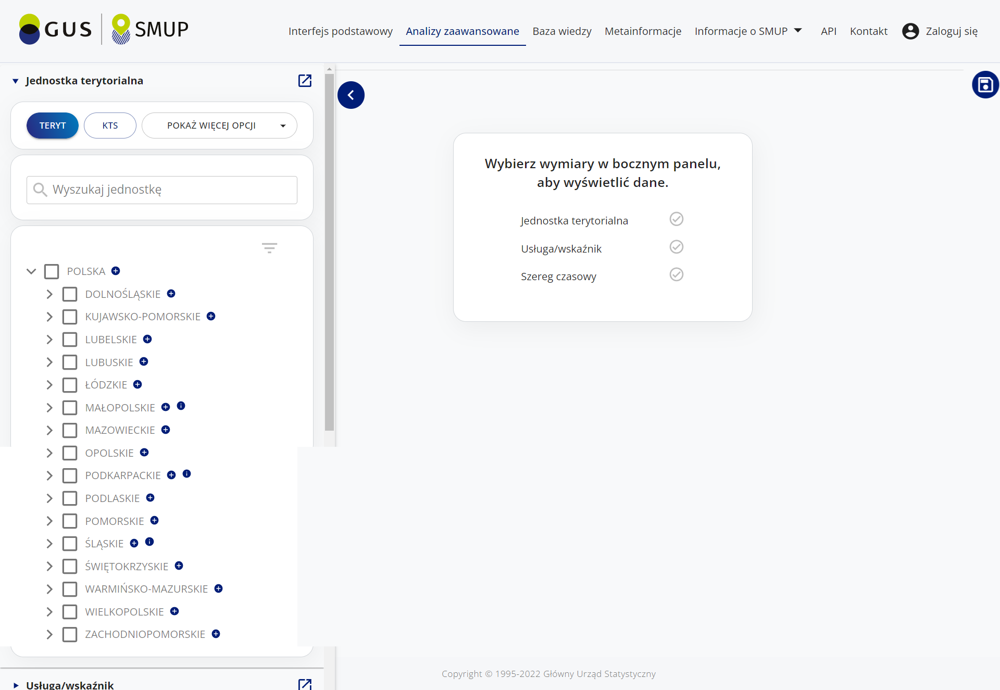 GUS SMUP
Interfejs podstawowy Analizy zaawansowane Baza wiedzy Metainformacje Informacje o SMUP API Kontakt Zaloguj się
Jednostka terytorialna
TERYT KTS POKAŻ WIĘCEJ OPCJI
Wyszukaj jednostkę
POLSKA
DOLNOŚLĄSKIE
KUJAWSKO-POMORSKIE
LUBELSKIE
LUBUSKIE
ŁÓDZKIE
MAŁOPOLSKIE
MAZOWIECKIE
OPOLSKIE
PODKARPACKIE
PODLASKIE
POMORSKIE
ŚLĄSKIE
ŚWIĘTOKRZYSKIE
WARMIŃSKO-MAZURSKIE
WIELKOPOLSKIE
ZACHODNIOPOMORSKIE
Usługa/wskaźnik
Wybierz wymiary w bocznym panelu,
aby wyświetlić dane.
Jednostka terytorialna
Usługa/wskaźnik
Szereg czasowy
Copyright © 1995-2022 Główny Urząd Statystyczny